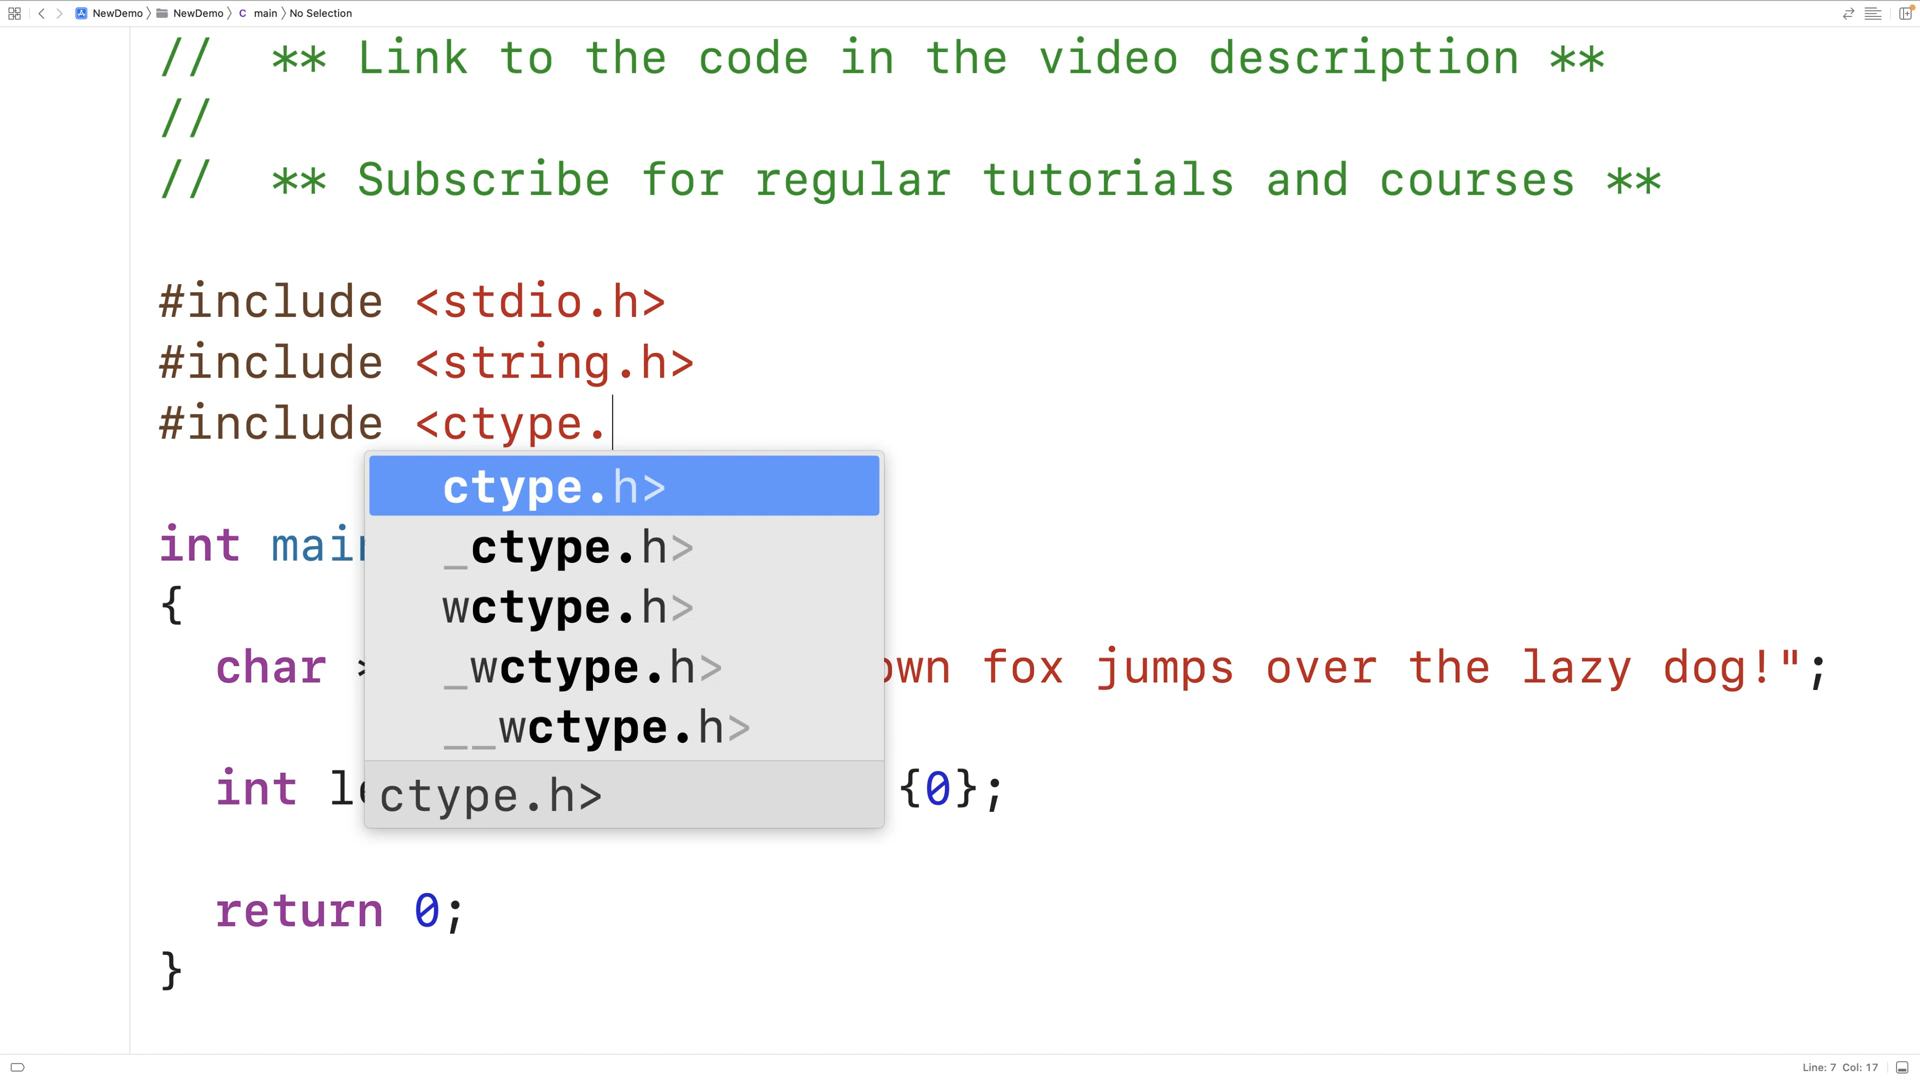 NewDemo 〉 NewDemo 〉 C main 〉 No Selection
//  ** Link to the code in the video description **
//
//  ** Subscribe for regular tutorials and courses **
#include <stdio.h>
#include <string.h>
#include <ctype.
ctype.h>
_ctype.h>
wctype.h>
_wctype.h>
__wctype.h>
ctype.h>
int main
{
char own fox jumps over the lazy dog!";
int le {0};
return 0;
}
Line: 7 Col: 17